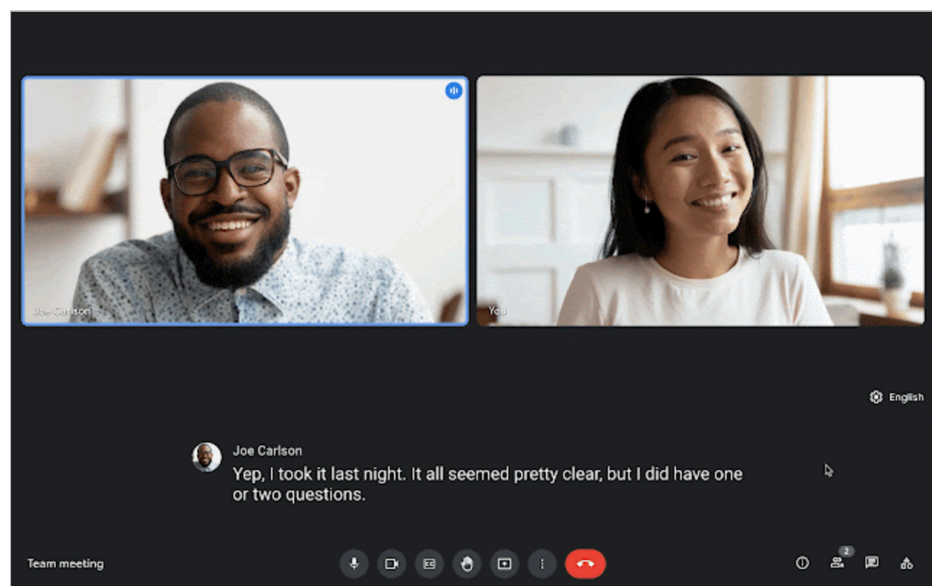 Joe Carlson
You
English
Joe Carlson
Yep, I took it last night. It all seemed pretty clear, but I did have one
or two questions.
Team meeting
2